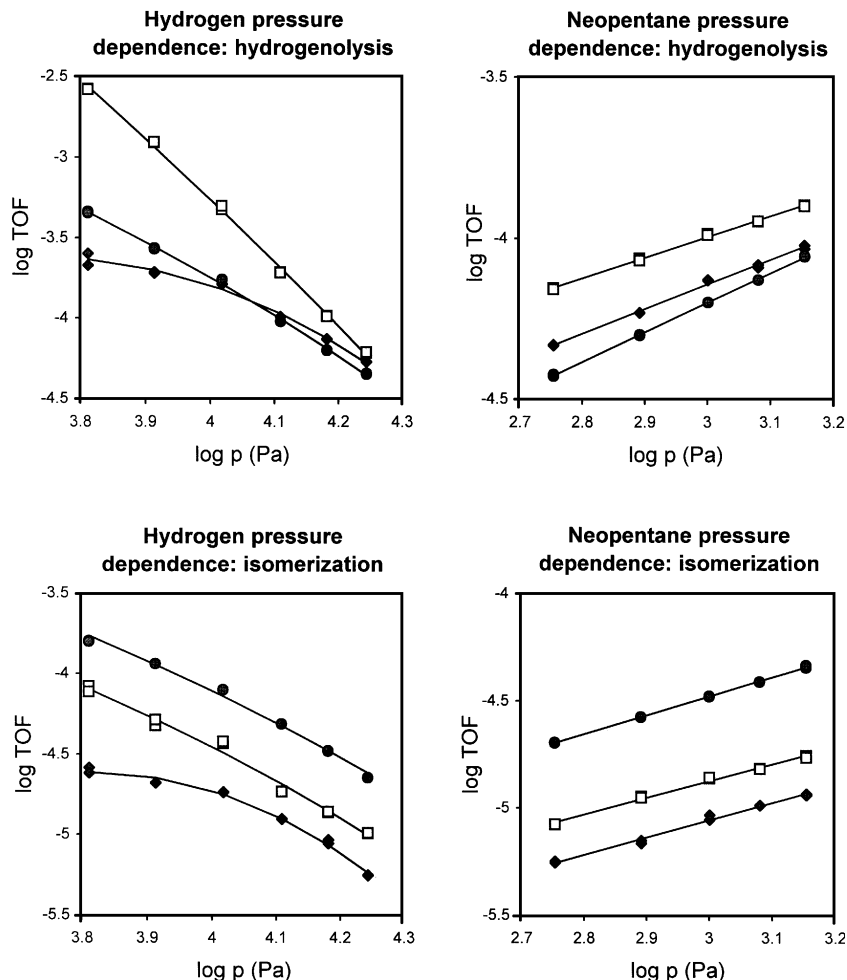 Hydrogen pressure
dependence: hydrogenolysis
-2.5
-3
-3.5
-4
-4.5
log TOF
3.8 3.9 4 4.1 4.2 4.3
log p (Pa)
Neopentane pressure
dependence: hydrogenolysis
-3.5
-4
-4.5
log TOF
2.7 2.8 2.9 3 3.1 3.2
log p (Pa)
Hydrogen pressure
dependence: isomerization
-3.5
-4
-4.5
-5
-5.5
log TOF
3.8 3.9 4 4.1 4.2 4.3
log p (Pa)
Neopentane pressure
dependence: isomerization
-4
-4.5
-5
-5.5
log TOF
2.7 2.8 2.9 3 3.1 3.2
log p (Pa)